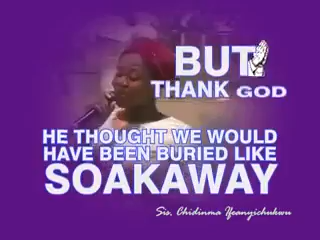 BUT
THANK GOD
HE THOUGHT WE WOULD
HAVE BEEN BURIED LIKE
SOAKAWAY
Sis. Chidinma Ifeanyichukwu